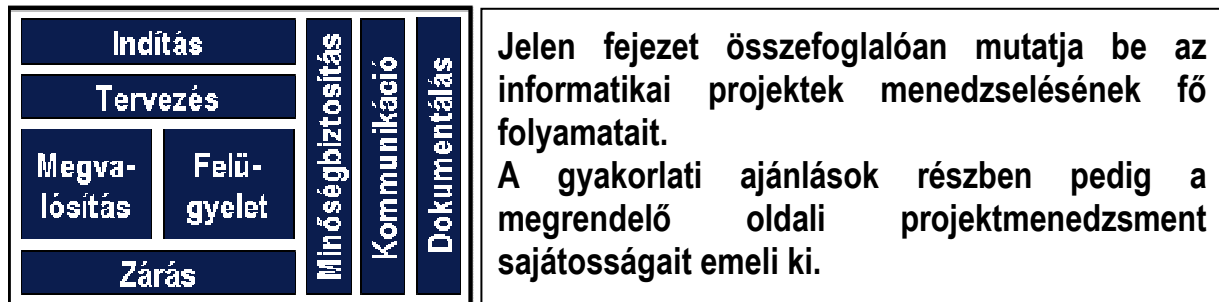 Indítás
Tervezés
Megva-
lósítás
Felü-
gyelet
Zárás
Minőségbiztosítás
Kommunikáció
Dokumentálás
Jelen fejezet összefoglalóan mutatja be az
informatikai projektek menedzselésének fő
folyamatait.
A gyakorlati ajánlások részben pedig a
megrendelő oldali projektmenedzsment
sajátosságait emeli ki.